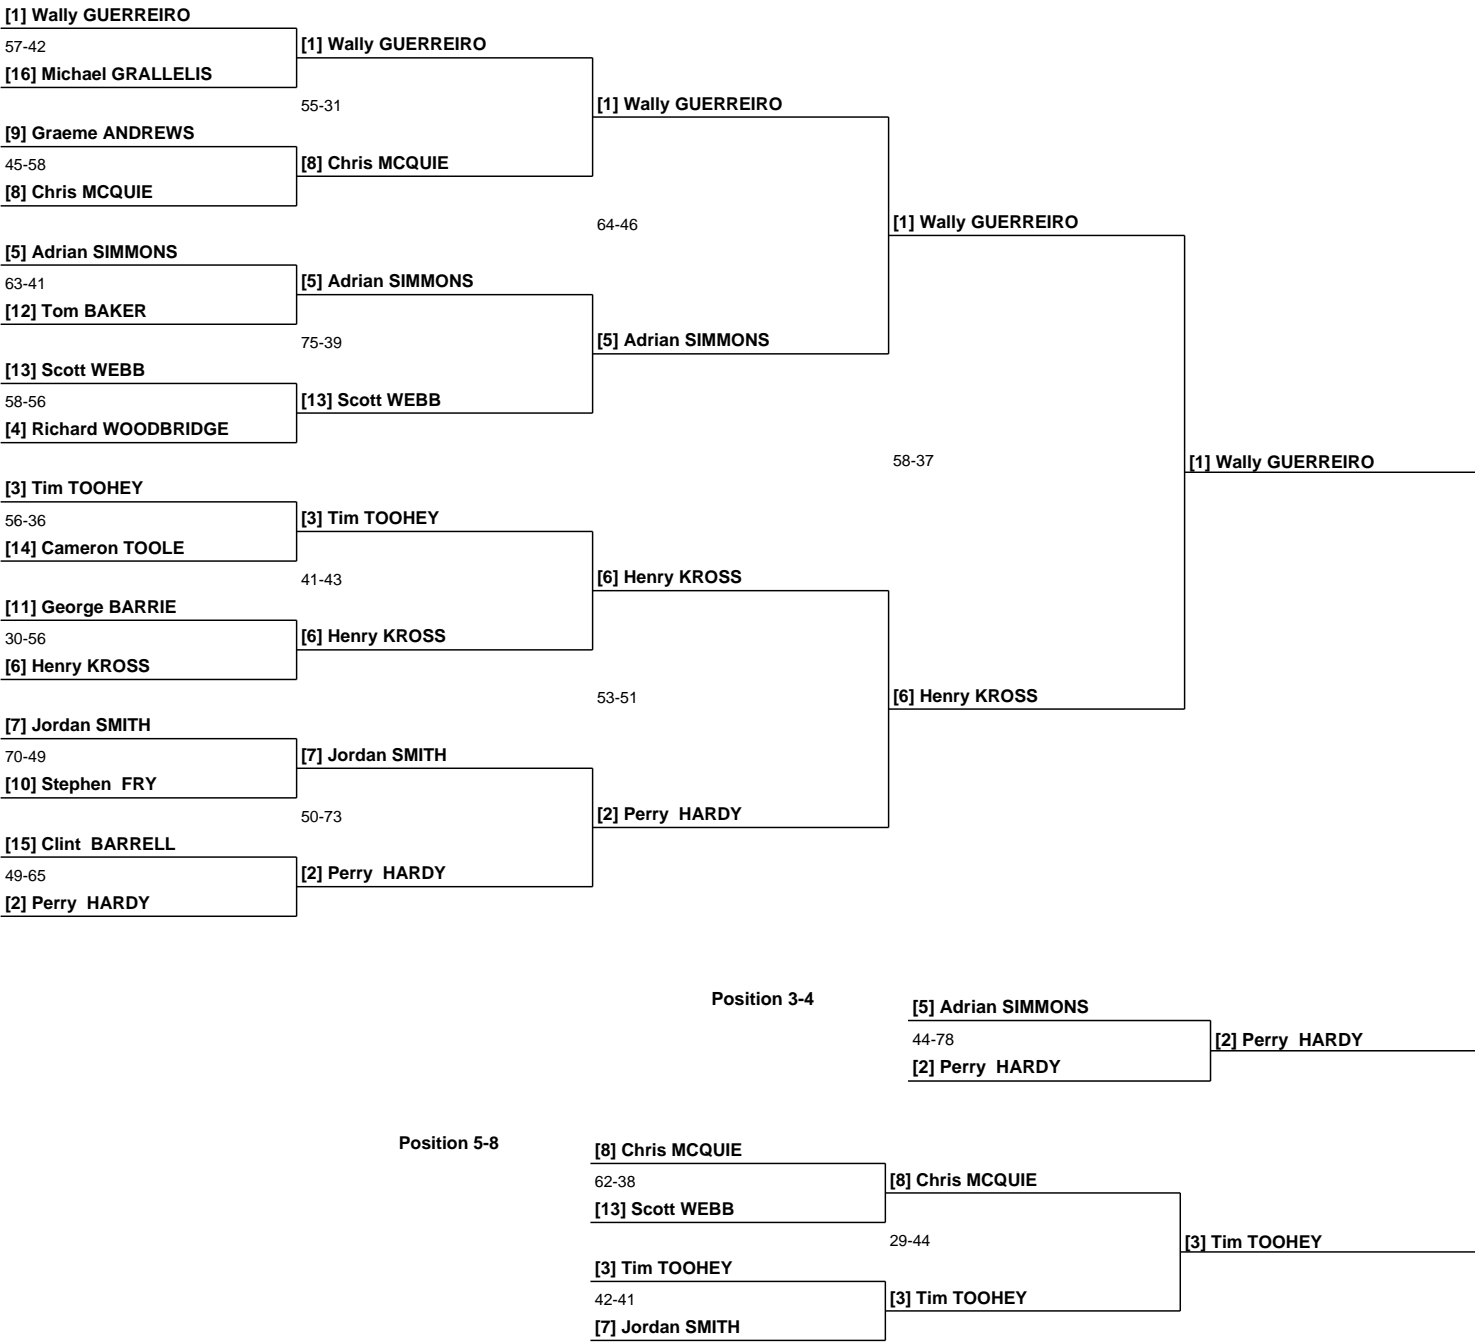 [1] Wally GUERREIRO
57-42
[1] Wally GUERREIRO
[16] Michael GRALLELIS
55-31
[1] Wally GUERREIRO
[9] Graeme ANDREWS
45-58
[8] Chris MCQUIE
[8] Chris MCQUIE
64-46
[1] Wally GUERREIRO
[5] Adrian SIMMONS
63-41
[5] Adrian SIMMONS
[12] Tom BAKER
75-39
[5] Adrian SIMMONS
[13] Scott WEBB
58-56
[13] Scott WEBB
[4] Richard WOODBRIDGE
58-37
[1] Wally GUERREIRO
[3] Tim TOOHEY
56-36
[3] Tim TOOHEY
[14] Cameron TOOLE
41-43
[6] Henry KROSS
[11] George BARRIE
30-56
[6] Henry KROSS
[6] Henry KROSS
53-51
[6] Henry KROSS
[7] Jordan SMITH
70-49
[7] Jordan SMITH
[10] Stephen  FRY
50-73
[2] Perry  HARDY
[15] Clint  BARRELL
49-65
[2] Perry  HARDY
[2] Perry  HARDY
Position 3-4
[5] Adrian SIMMONS
44-78
[2] Perry  HARDY
[2] Perry  HARDY
Position 5-8
[8] Chris MCQUIE
62-38
[8] Chris MCQUIE
[13] Scott WEBB
29-44
[3] Tim TOOHEY
[3] Tim TOOHEY
42-41
[3] Tim TOOHEY
[7] Jordan SMITH